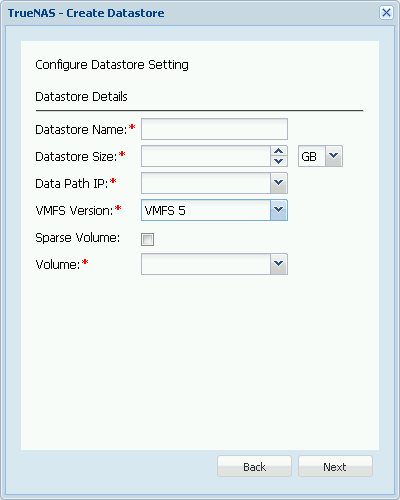 TrueNAS - Create Datastore
Configure Datastore Setting
Datastore Details
Datastore Name:*
Datastore Size:* GB
Data Path IP:*
VMFS Version:* VMFS 5
Sparse Volume:
Volume:*
Back Next